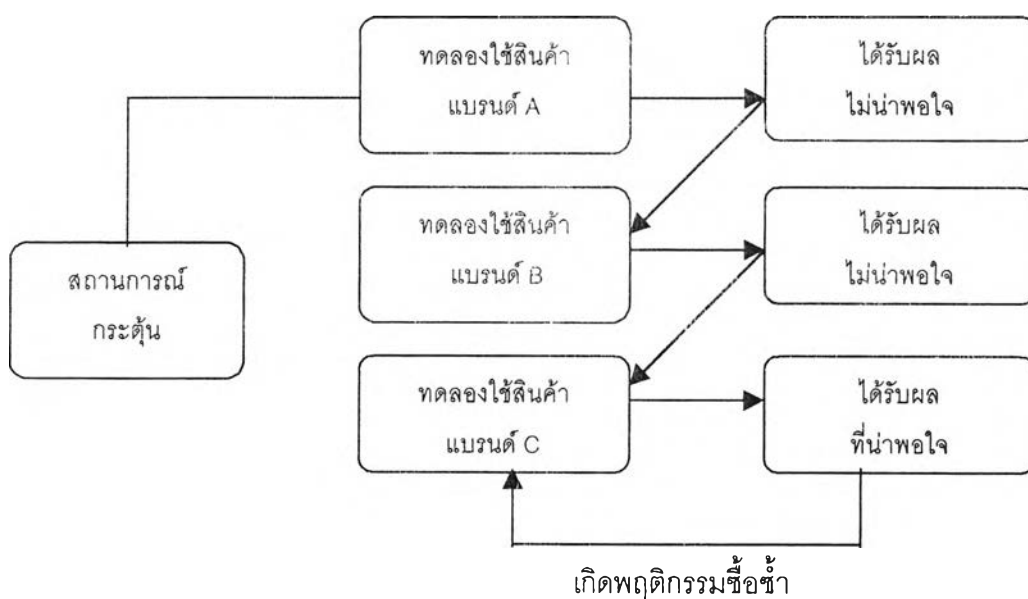 ทดลองใช้สินค้า
แบรนด์ A
ได้รับผล
ไม่น่าพอใจ
ทดลองใช้สินค้า
แบรนด์ B
ได้รับผล
ไม่น่าพอใจ
สถานการณ์
กระตุ้น
ทดลองใช้สินค้า
แบรนด์ C
ได้รับผล
ที่น่าพอใจ
เกิดพฤติกรรมซื้อซ้ำ